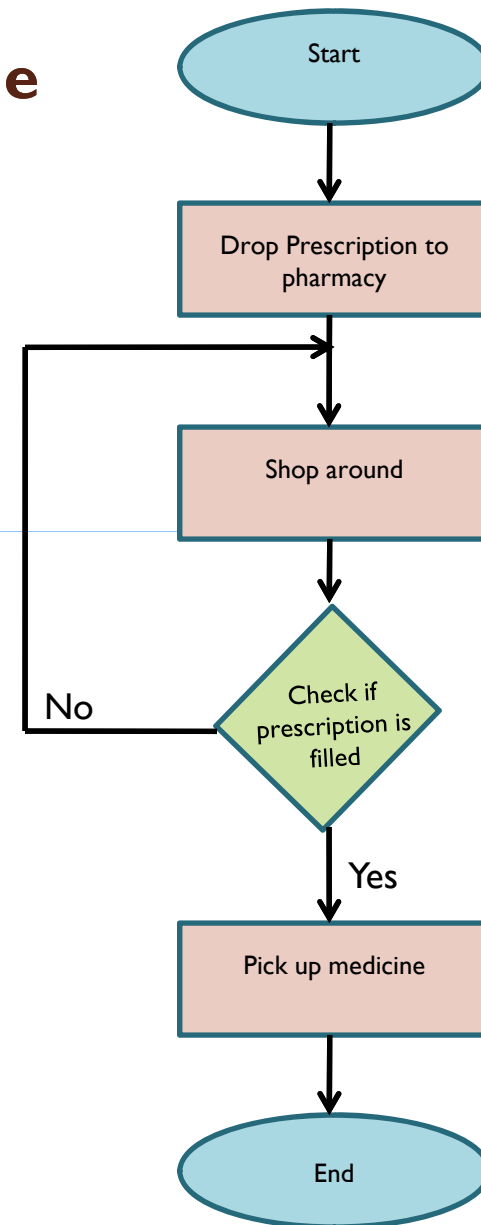 e
Start
Drop Prescription to
pharmacy
Shop around
Check if
prescription is
filled
No
Yes
Pick up medicine
End